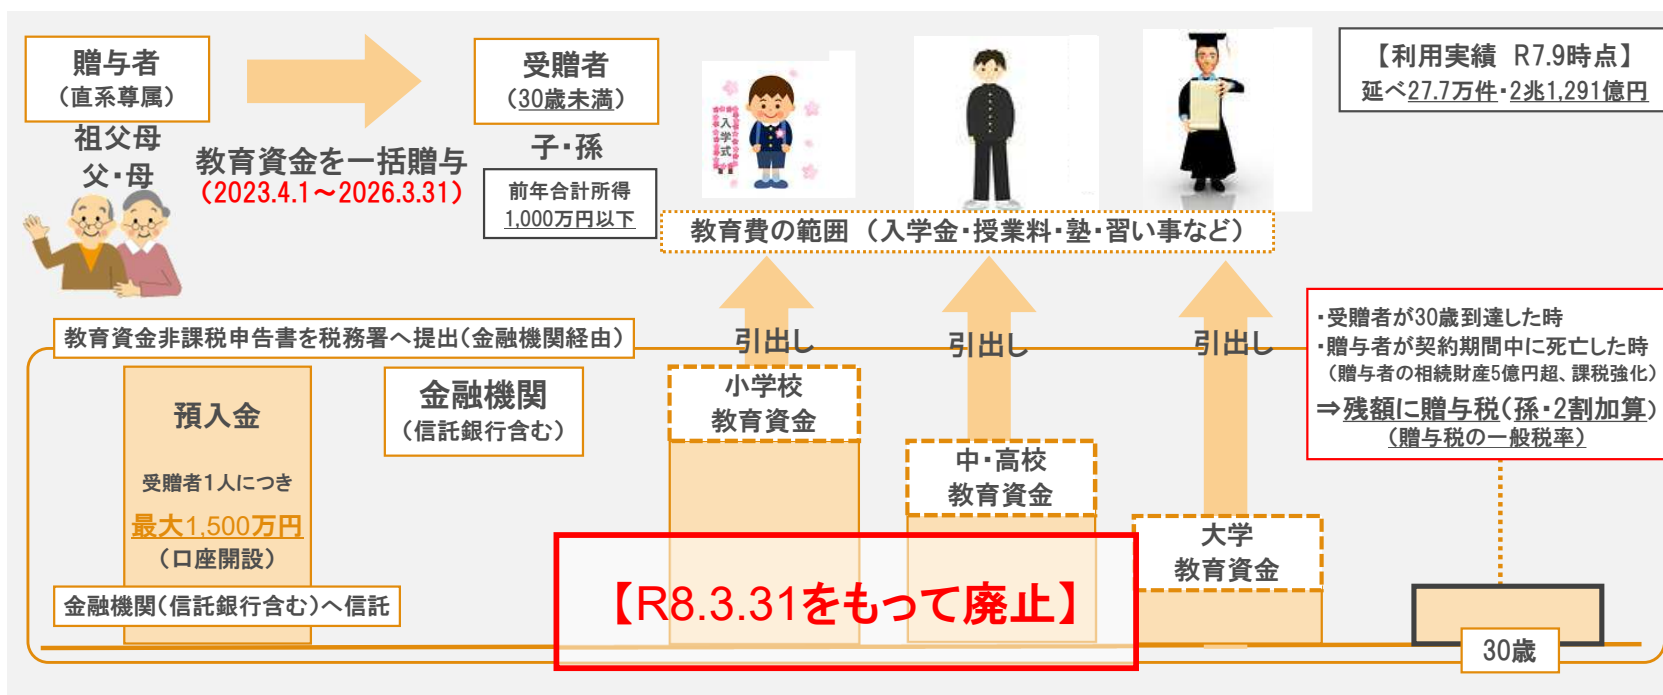 贈与者
（直系尊属）
祖父母
父・母
教育資金を一括贈与
（2023.4.1～2026.3.31）
受贈者
（30歳未満）
子・孫
前年合計所得
1,000万円以下
入学式
【利用実績　R7.9時点】
延べ27.7万件・2兆1,291億円
教育費の範囲（入学金・授業料・塾・習い事など）
教育資金非課税申告書を税務署へ提出（金融機関経由）
引出し
引出し
引出し
・受贈者が30歳到達した時
・贈与者が契約期間中に死亡した時
（贈与者の相続財産5億円超、課税強化）
⇒残額に贈与税（孫・2割加算）
（贈与税の一般税率）
預入金
受贈者1人につき
最大1,500万円
（口座開設）
金融機関（信託銀行含む）へ信託
金融機関
（信託銀行含む）
小学校
教育資金
中・高校
教育資金
大学
教育資金
【R8.3.31をもって廃止】
30歳